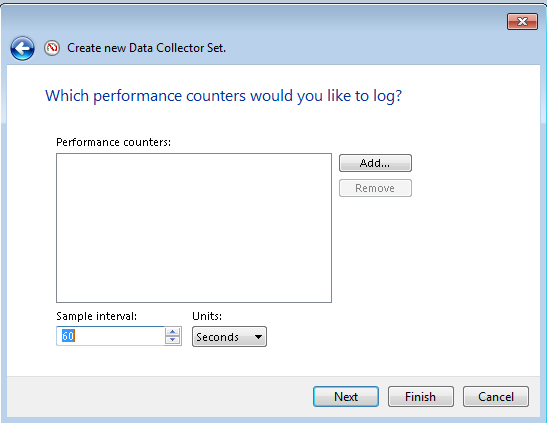 Create new Data Collector Set.
Which performance counters would you like to log?
Performance counters:
Add...
Remove
Sample interval: Units:
60 Seconds
Next Finish Cancel